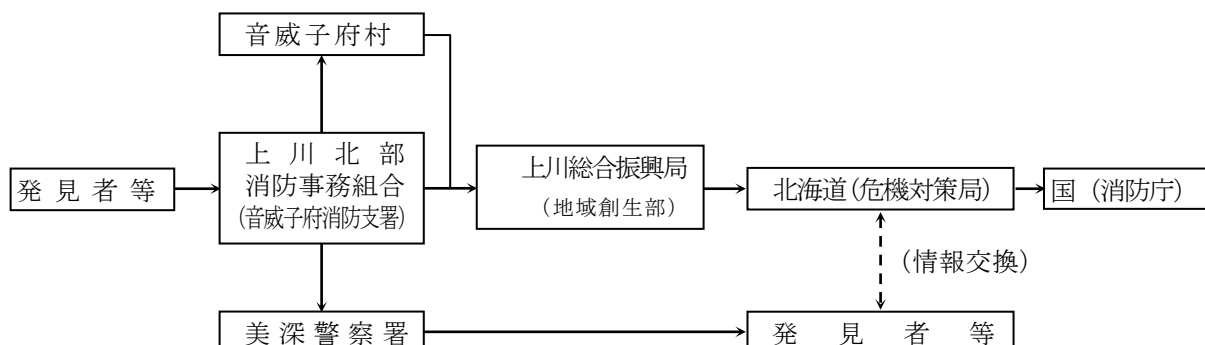 音威子府村
発見者等
上川北部
消防事務組合
(音威子府消防支署)
上川総合振興局
（地域創生部）
北海道(危機対策局)
国（消防庁）
（情報交換）
美深警察署
発見者等